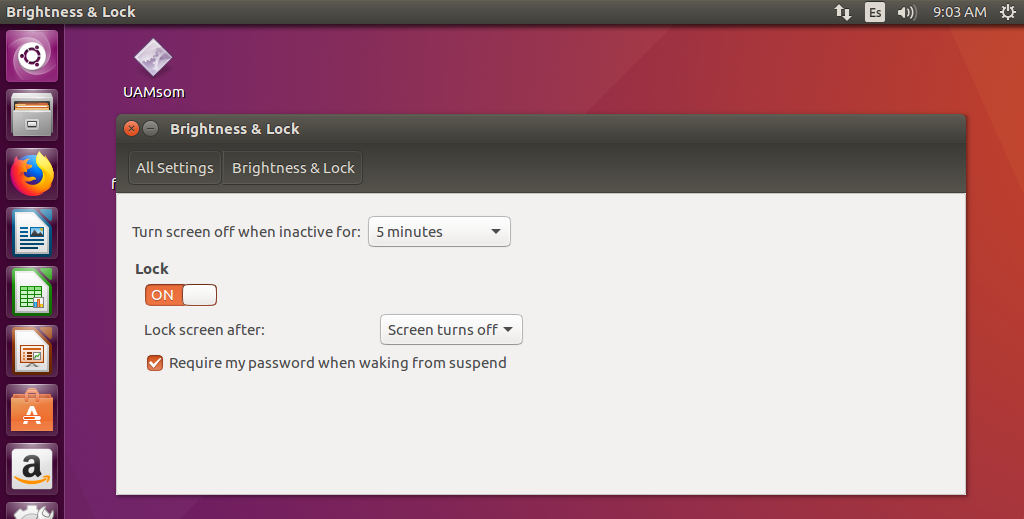 Brightness & Lock
Es
9:03 AM
UAMsom
Brightness & Lock
All Settings
Brightness & Lock
Turn screen off when inactive for:
5 minutes
Lock
ON
Lock screen after:
Screen turns off
Require my password when waking from suspend